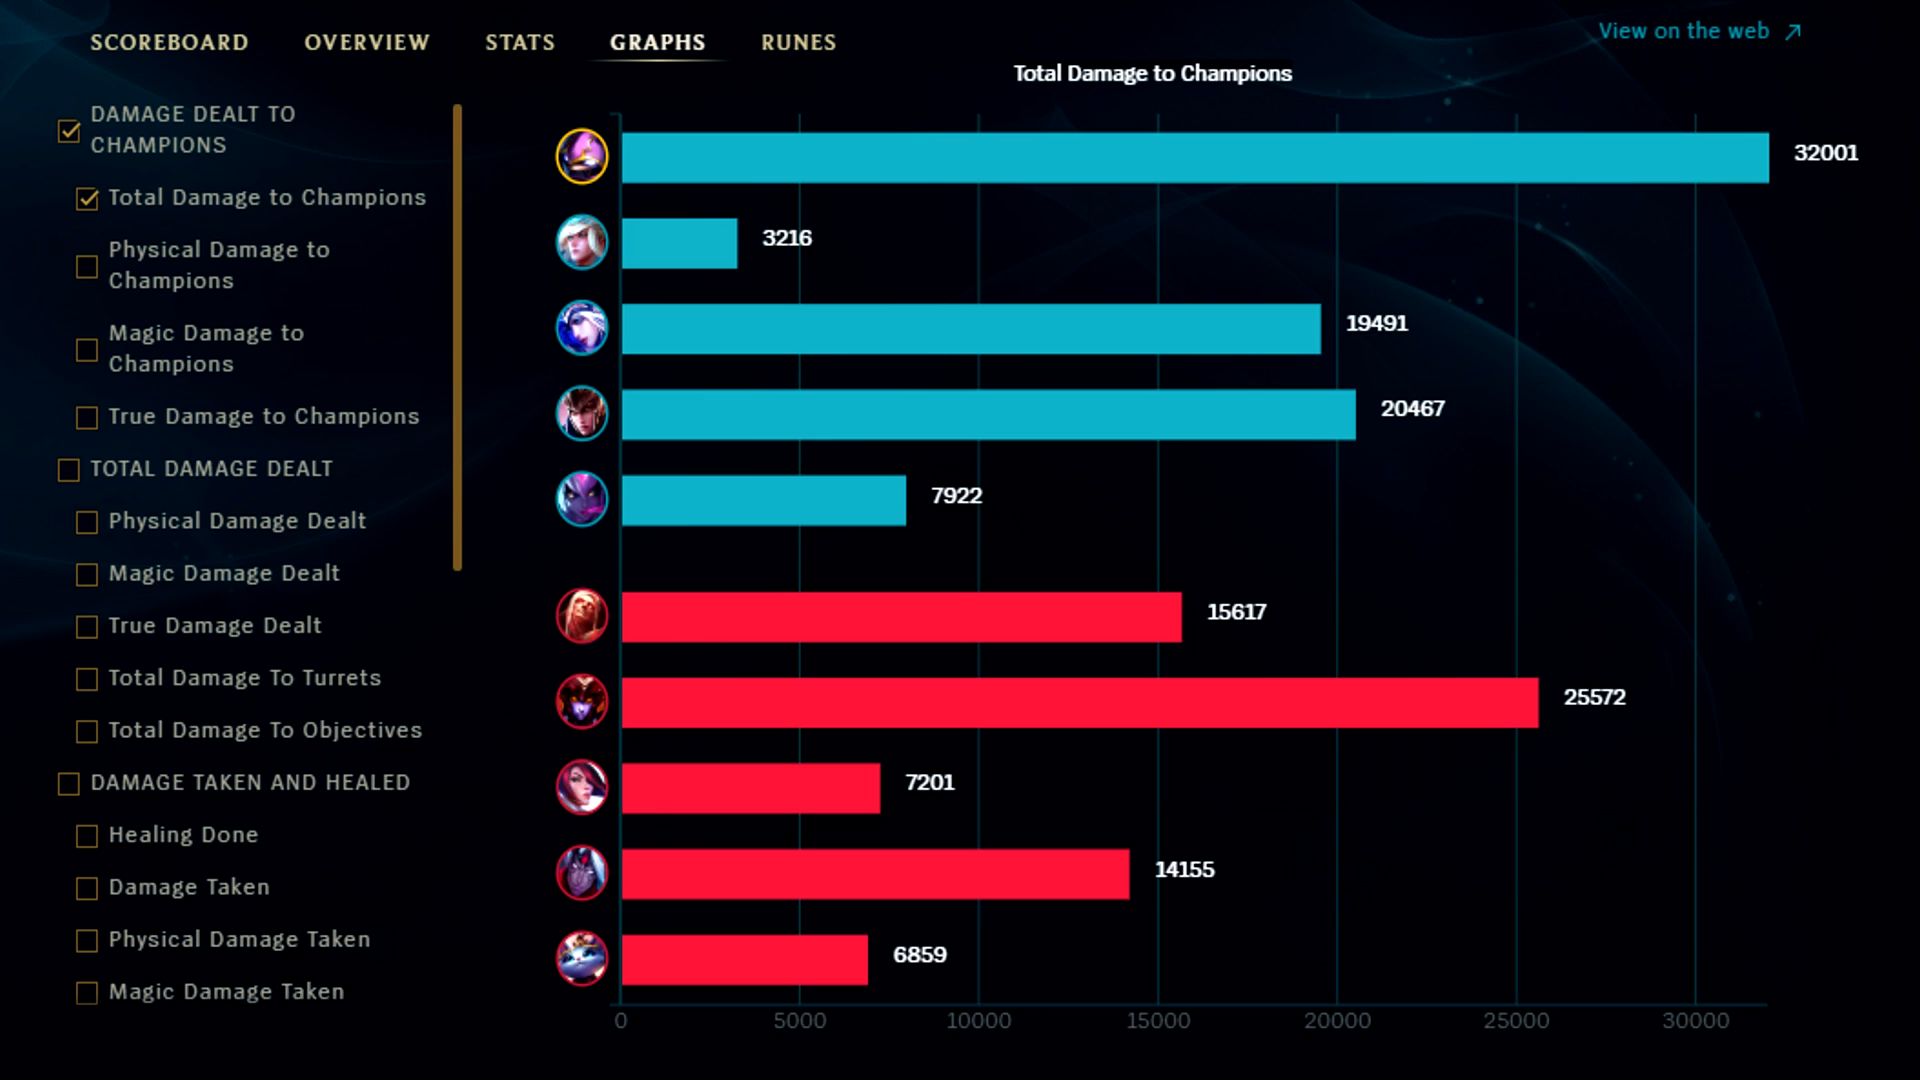 SCOREBOARD OVERVIEW STATS GRAPHS RUNES
View on the web
DAMAGE DEALT TO
CHAMPIONS
Total Damage to Champions
Physical Damage to
Champions
Magic Damage to
Champions
True Damage to Champions
TOTAL DAMAGE DEALT
Physical Damage Dealt
Magic Damage Dealt
True Damage Dealt
Total Damage To Turrets
Total Damage To Objectives
DAMAGE TAKEN AND HEALED
Healing Done
Damage Taken
Physical Damage Taken
Magic Damage Taken
Total Damage to Champions
32001
3216
19491
20467
7922
15617
25572
7201
14155
6859
0 5000 10000 15000 20000 25000 30000